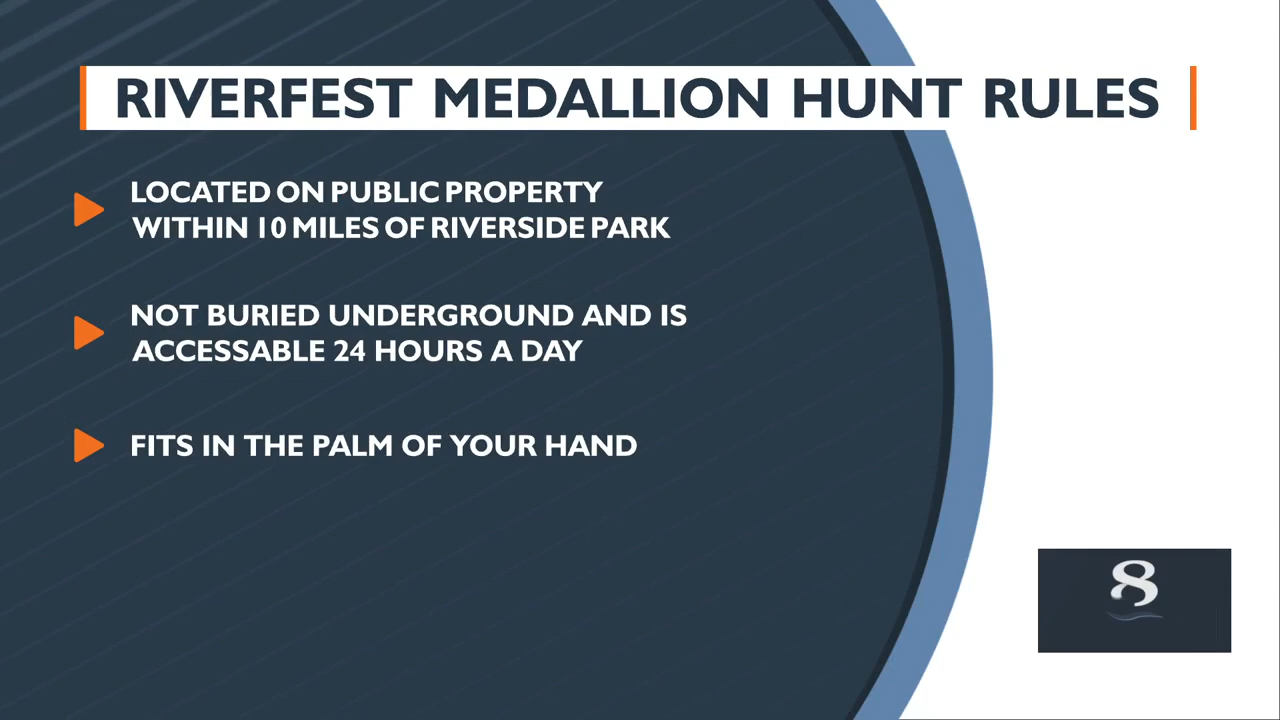 RIVERFEST MEDALLION HUNT RULES
LOCATED ON PUBLIC PROPERTY
WITHIN 10 MILES OF RIVERSIDE PARK
NOT BURIED UNDERGROUND AND IS
ACCESSABLE 24 HOURS A DAY
FITS IN THE PALM OF YOUR HAND
8